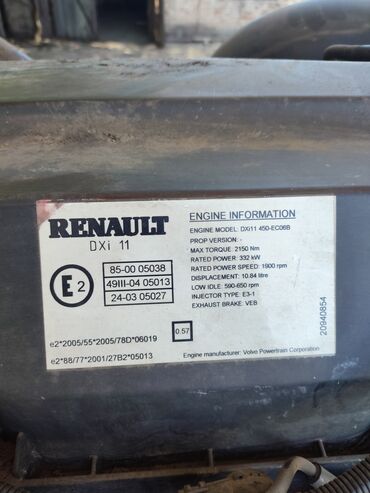 RENAULT
DXi 11
E2
85-00 05038
49III-04 05013
24-03 05027
0.57
e2*2005/55*2005/78D*06019
e2*88/77*2001/27B2*05013
ENGINE INFORMATION
ENGINE MODEL: DXI11 450-EC06B
PROP VERSION: -
MAX TORQUE: 2150 Nm
RATED POWER: 332 kW
RATED POWER SPEED: 1900 rpm
DISPLACEMENT: 10.84 liter
LOW IDLE: 590-650 rpm
INJECTOR TYPE: E3-1
EXHAUST BRAKE: VEB
Engine manufacturer: Volvo Powertrain Corporation
20940854